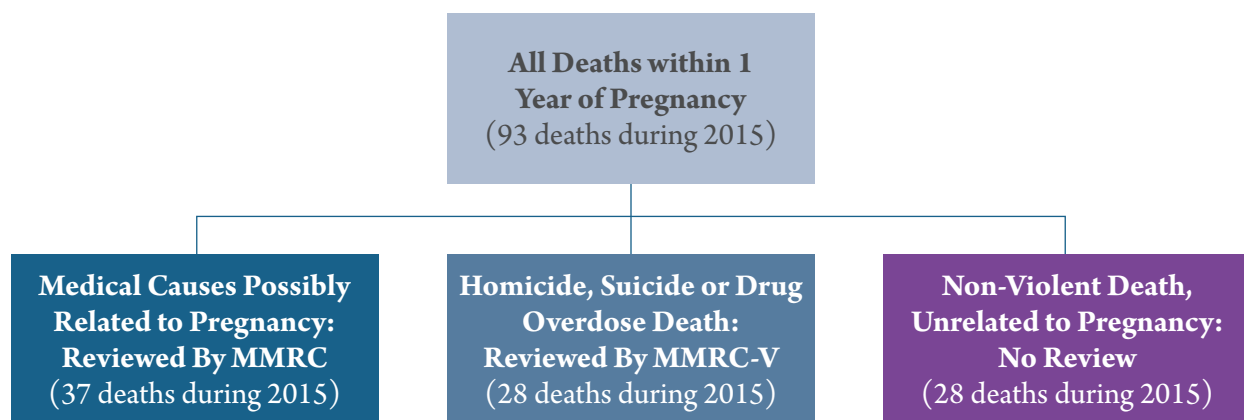 All Deaths within 1
Year of Pregnancy
(93 deaths during 2015)
Medical Causes Possibly
Related to Pregnancy:
Reviewed By MMRC
(37 deaths during 2015)
Homicide, Suicide or Drug
Overdose Death:
Reviewed By MMRC-V
(28 deaths during 2015)
Non-Violent Death,
Unrelated to Pregnancy:
No Review
(28 deaths during 2015)